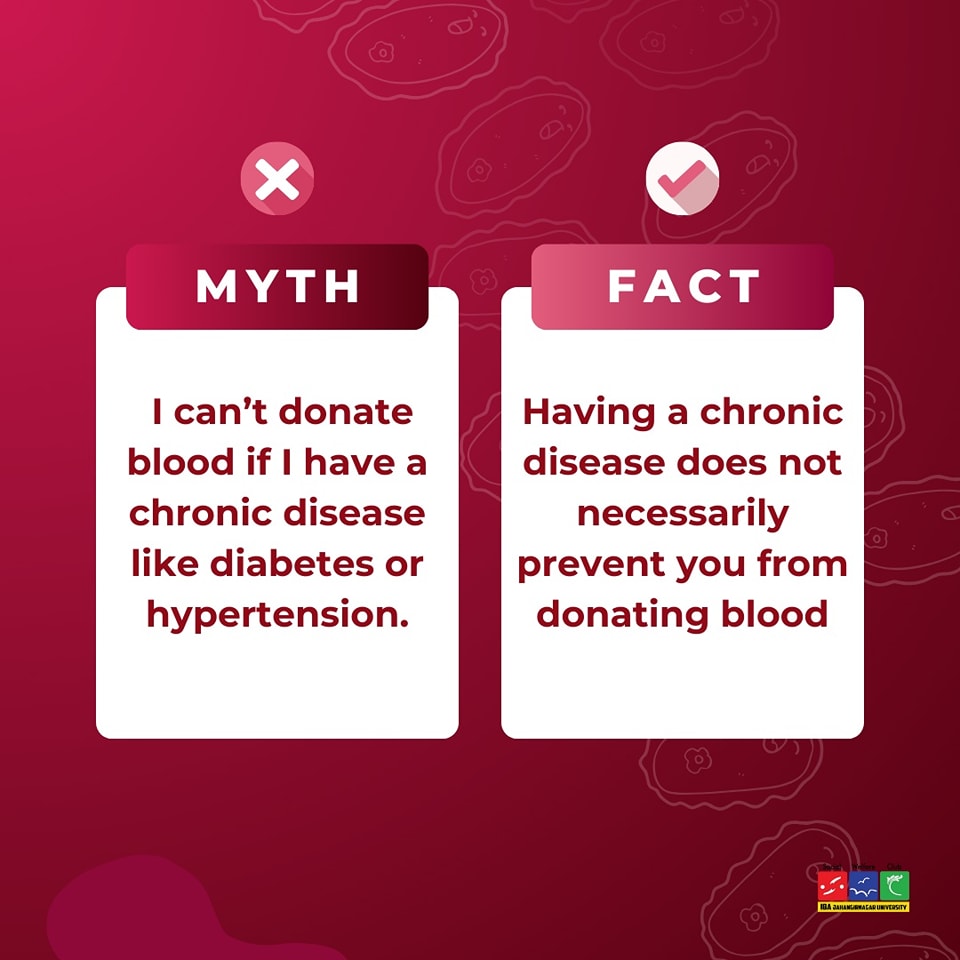 MYTH
I can’t donate
blood if I have a
chronic disease
like diabetes or
hypertension.
FACT
Having a chronic
disease does not
necessarily
prevent you from
donating blood
IBA JAHANGIRNAGAR UNIVERSITY